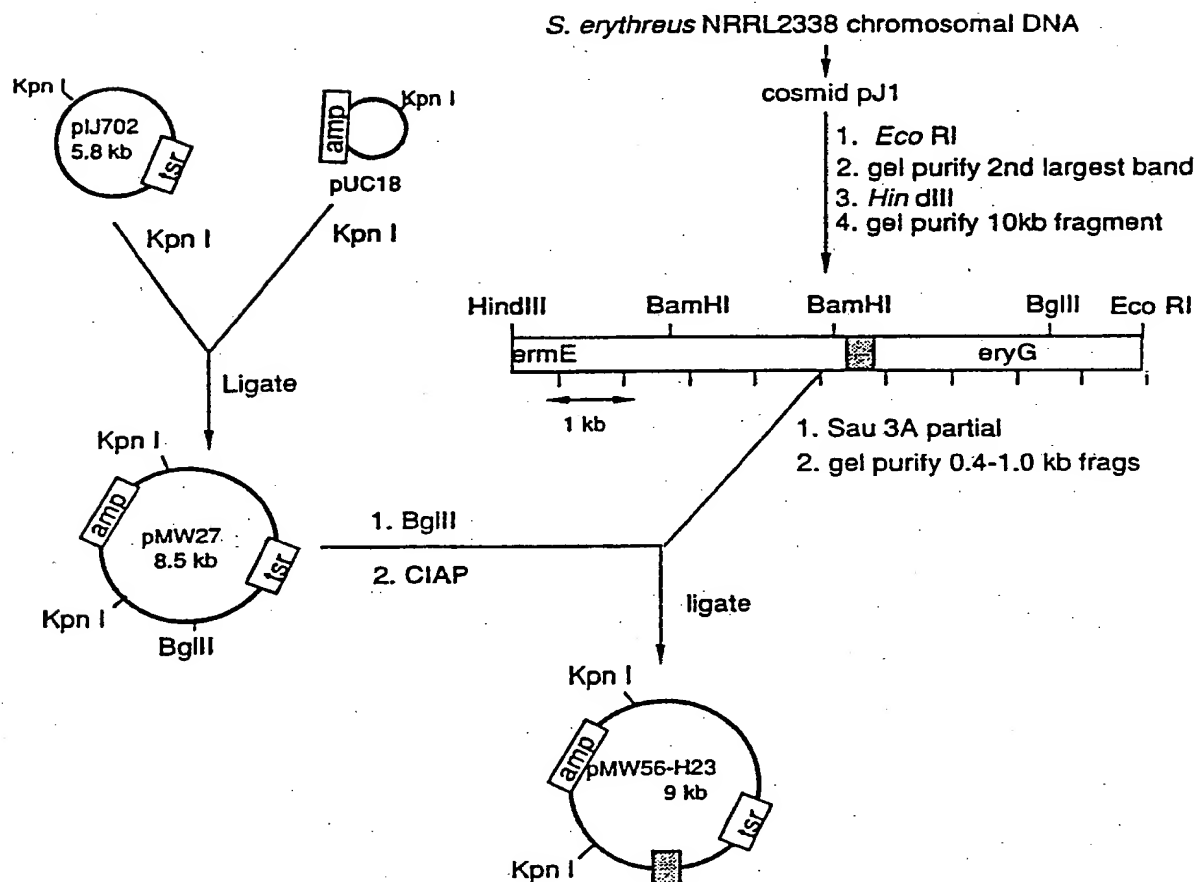 S. erythreus NRRL2338 chromosomal DNA
cosmid pJ1
1. Eco RI
2. gel purify 2nd largest band
3. Hin dIII
4. gel purify 10kb fragment
Kpn I
pIJ702
5.8 kb
tsr
amp
Kpn I
pUC18
Kpn I
Kpn I
Ligate
HindIII
BamHI
BamHI
BglII
Eco RI
ermE
eryG
1 kb
1. Sau 3A partial
2. gel purify 0.4-1.0 kb frags
Kpn I
amp
pMW27
8.5 kb
tsr
Kpn I
BglII
1. BglII
2. CIAP
ligate
Kpn I
amp
pMW56-H23
9 kb
tsr
Kpn I